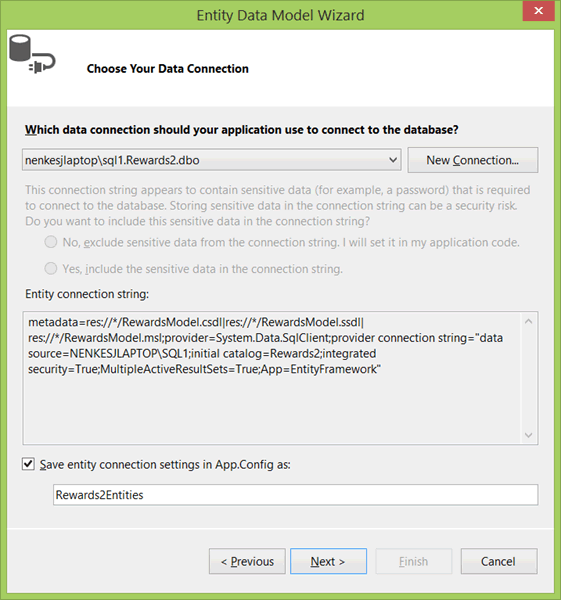 Entity Data Model Wizard
Choose Your Data Connection
Which data connection should your application use to connect to the database?
nenkesjlaptop\sql1.Rewards2.dbo
New Connection...
This connection string appears to contain sensitive data (for example, a password) that is required
to connect to the database. Storing sensitive data in the connection string can be a security risk.
Do you want to include this sensitive data in the connection string?
No, exclude sensitive data from the connection string. I will set it in my application code.
Yes, include the sensitive data in the connection string.
Entity connection string:
metadata=res://*/RewardsModel.csdl|res://*/RewardsModel.ssdl|
res://*/RewardsModel.msl;provider=System.Data.SqlClient;provider connection string="data
source=NENKESJLAPTOP\SQL1;initial catalog=Rewards2;integrated
security=True;MultipleActiveResultSets=True;App=EntityFramework"
Save entity connection settings in App.Config as:
Rewards2Entities
< Previous
Next >
Finish
Cancel